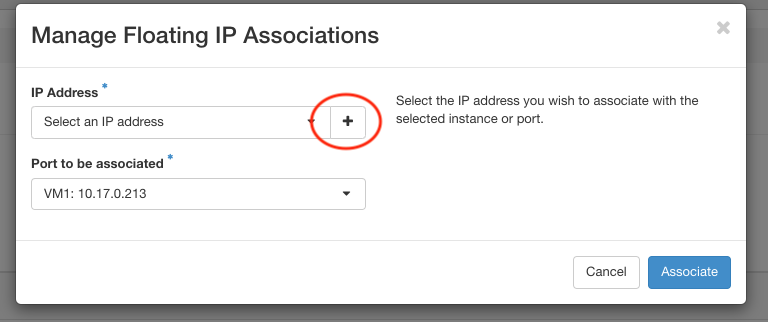 Manage Floating IP Associations
×
IP Address *
Select an IP address
+
Select the IP address you wish to associate with the
selected instance or port.
Port to be associated *
VM1: 10.17.0.213
Cancel
Associate